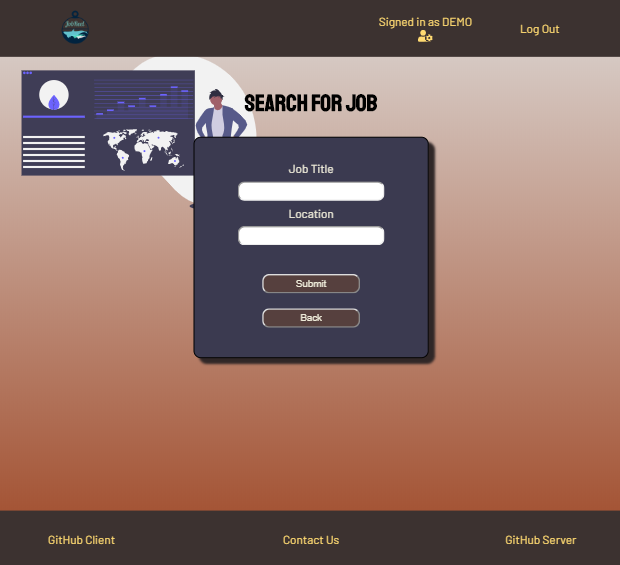 JobNest
Signed in as DEMO
Log Out
SEARCH FOR JOB
Job Title
Location
Submit
Back
GitHub Client
Contact Us
GitHub Server